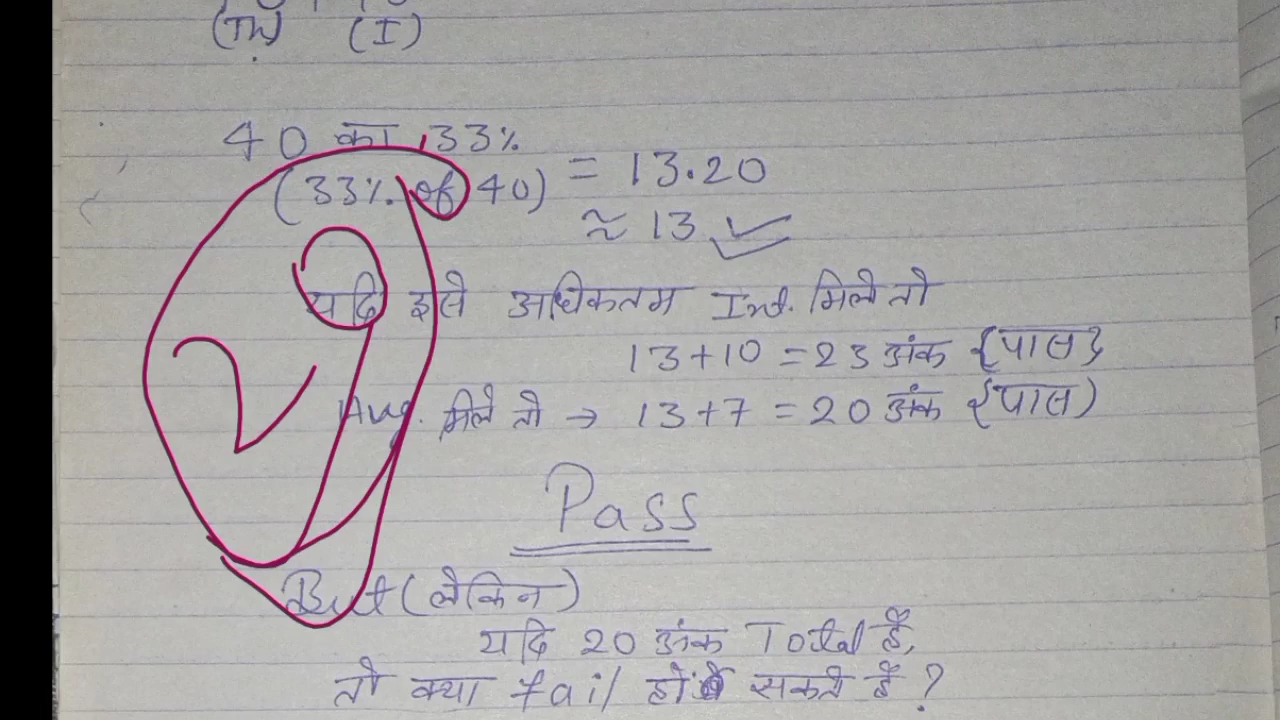 (Th) (I)
40 का 33%
(33% of 40) = 13.20
≈ 13
यदि इसे अधिकतम Int. मिले तो
13+10 = 23 अंक {पास}
Avg. मिले तो → 13+7 = 20 अंक {पास)
Pass
But (लेकिन)
यदि 20 अंक Total हैं,
तो क्या fail हो सकते हैं ?